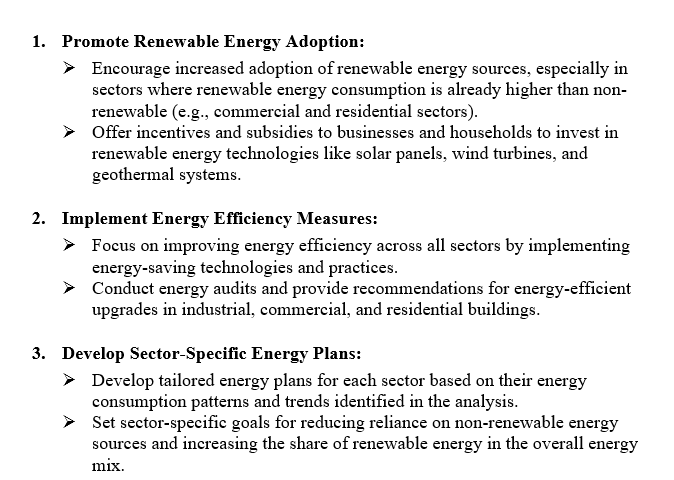 1. Promote Renewable Energy Adoption:
➢ Encourage increased adoption of renewable energy sources, especially in
sectors where renewable energy consumption is already higher than non-
renewable (e.g., commercial and residential sectors).
➢ Offer incentives and subsidies to businesses and households to invest in
renewable energy technologies like solar panels, wind turbines, and
geothermal systems.
2. Implement Energy Efficiency Measures:
➢ Focus on improving energy efficiency across all sectors by implementing
energy-saving technologies and practices.
➢ Conduct energy audits and provide recommendations for energy-efficient
upgrades in industrial, commercial, and residential buildings.
3. Develop Sector-Specific Energy Plans:
➢ Develop tailored energy plans for each sector based on their energy
consumption patterns and trends identified in the analysis.
➢ Set sector-specific goals for reducing reliance on non-renewable energy
sources and increasing the share of renewable energy in the overall energy
mix.